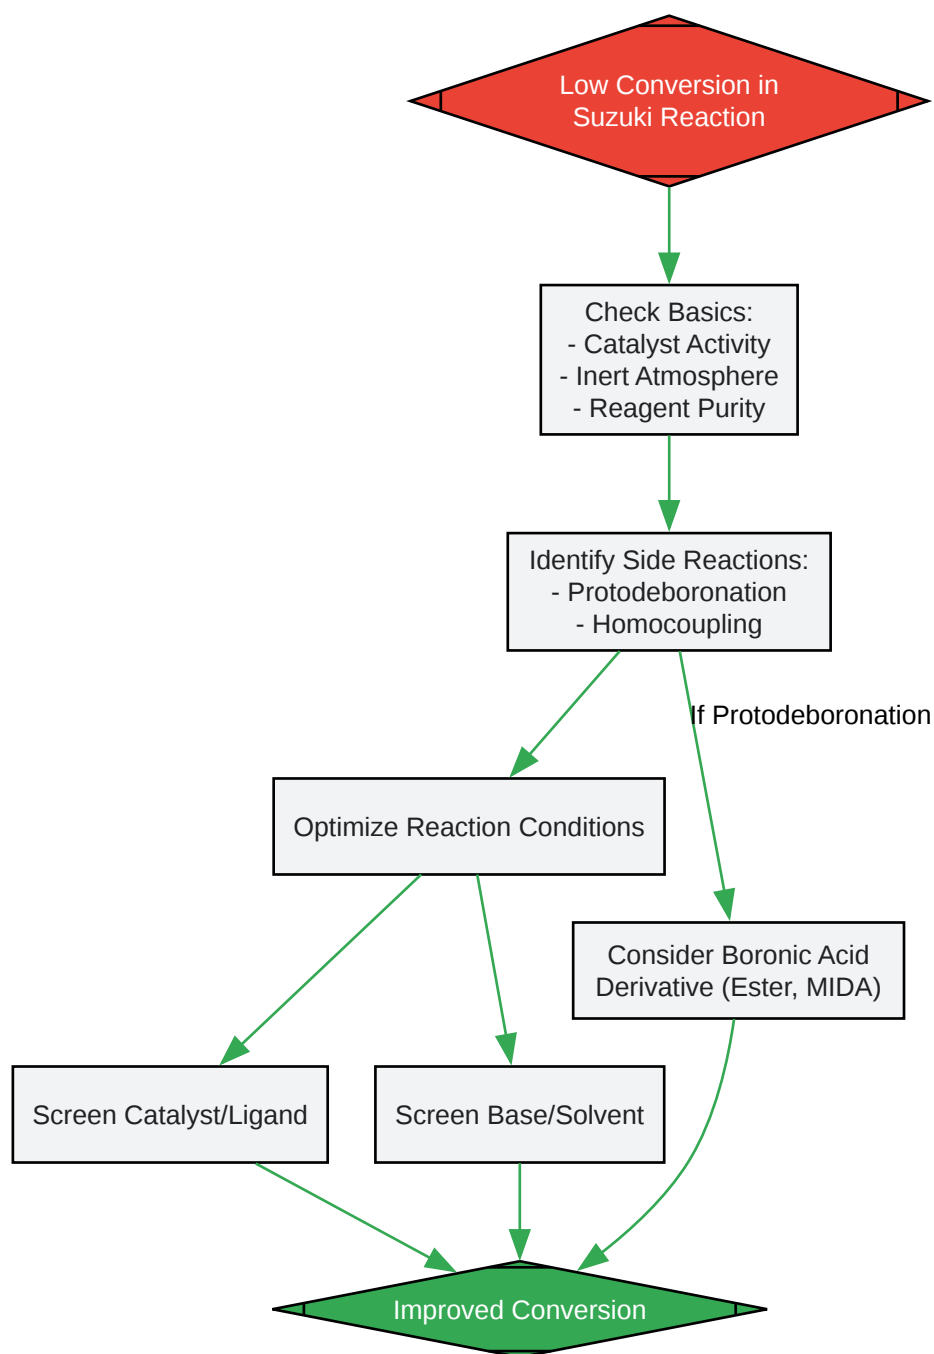 Low Conversion in
Suzuki Reaction
Check Basics:
- Catalyst Activity
- Inert Atmosphere
- Reagent Purity
Identify Side Reactions:
- Protodeboronation
- Homocoupling
If Protodeboronation
Optimize Reaction Conditions
Consider Boronic Acid
Derivative (Ester, MIDA)
Screen Catalyst/Ligand
Screen Base/Solvent
Improved Conversion